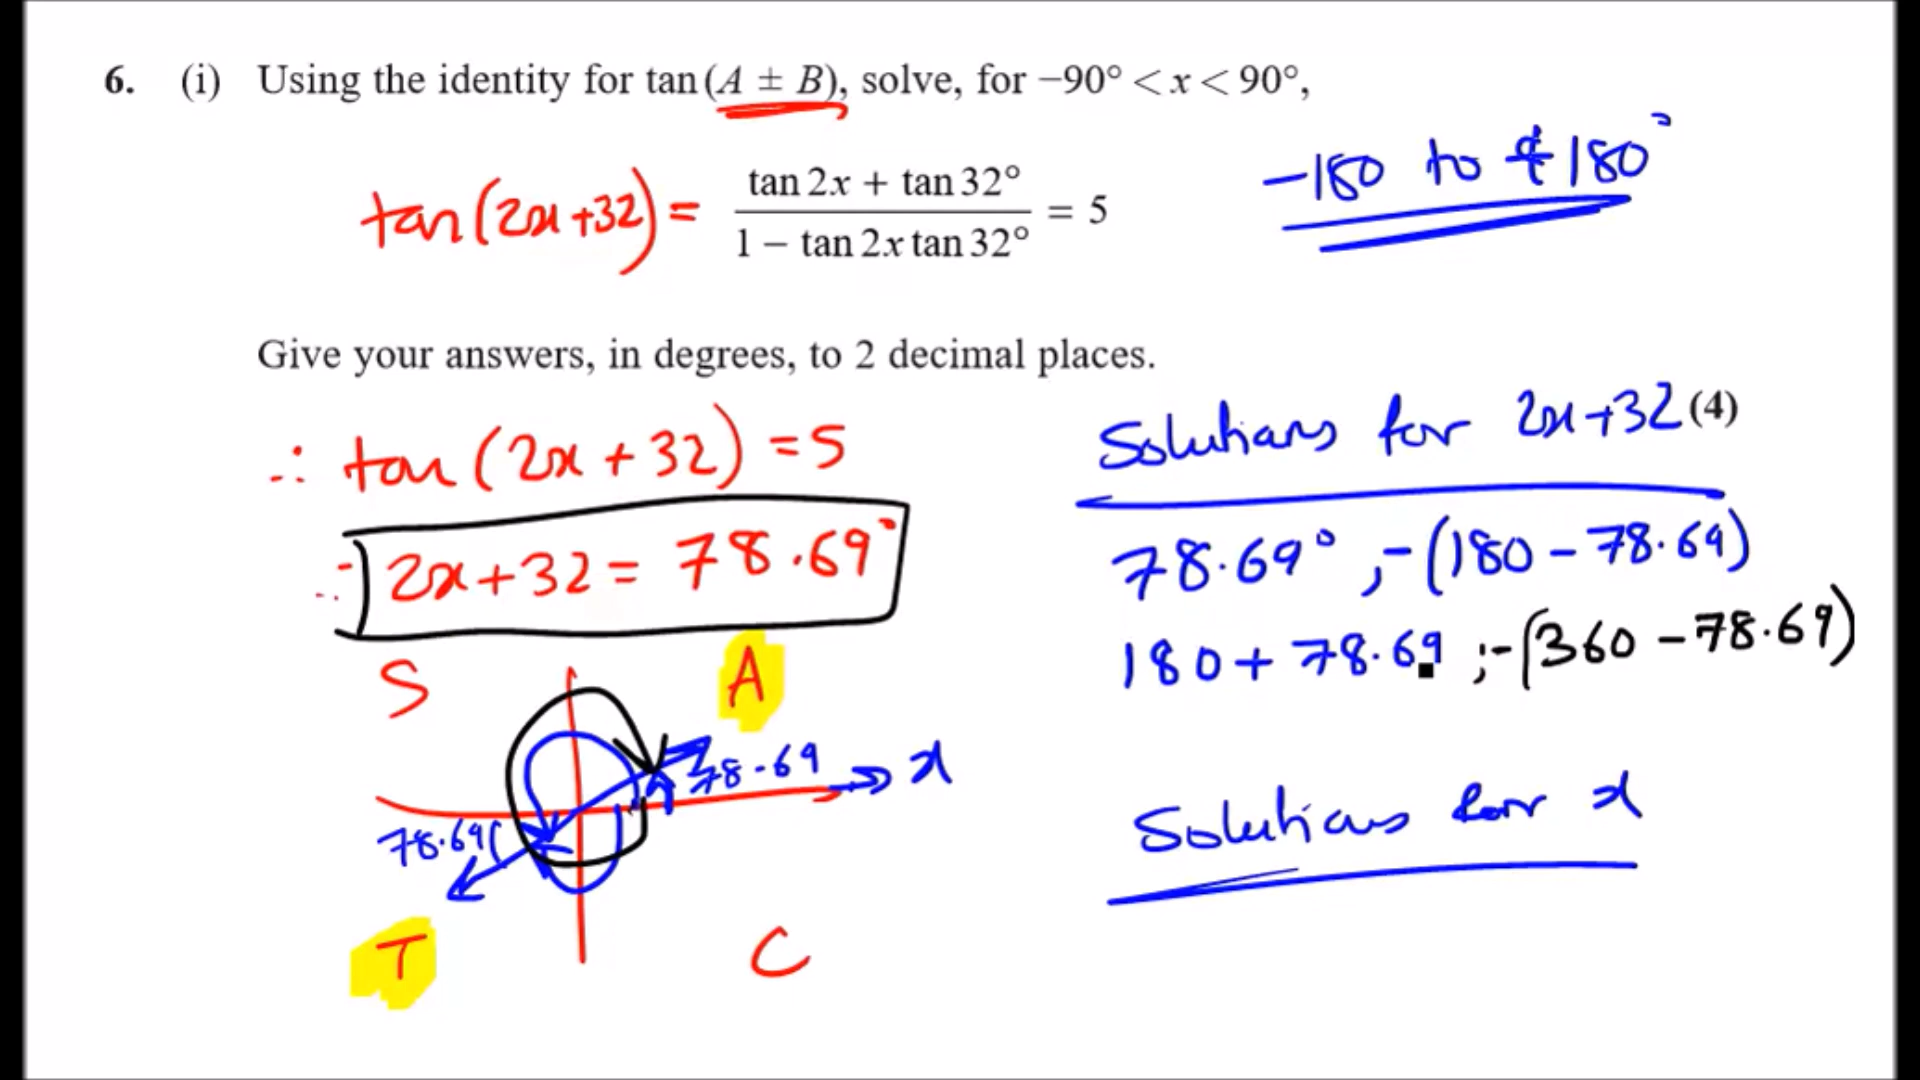 6. (i) Using the identity for tan (A ± B), solve, for −90° < x < 90°,
−180 to +180°
tan(2x+32) = tan 2x + tan 32° / 1 − tan 2x tan 32° = 5
Give your answers, in degrees, to 2 decimal places.
(4)
∴ tan (2x + 32) = 5
∴ 2x + 32 = 78.69°
Solutions for 2x+32
78.69° , −(180 − 78.69)
180 + 78.69 ; −(360 − 78.69)
S A
78.69 x
78.69
T C
Solutions for x